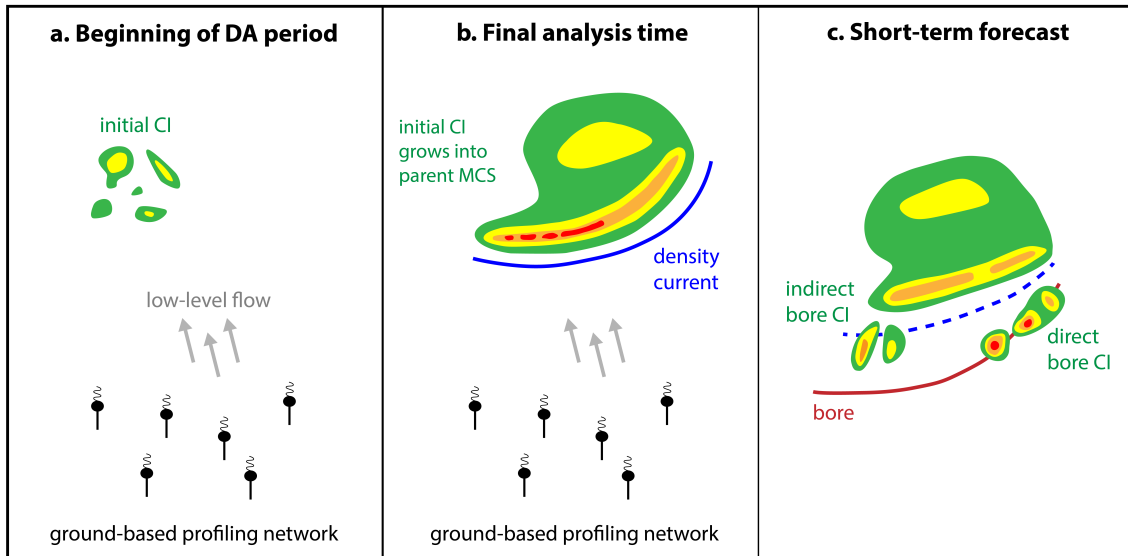 a. Beginning of DA period
initial CI
low-level flow
ground-based profiling network
b. Final analysis time
initial CI
grows into
parent MCS
density
current
ground-based profiling network
c. Short-term forecast
indirect
bore CI
direct
bore CI
bore